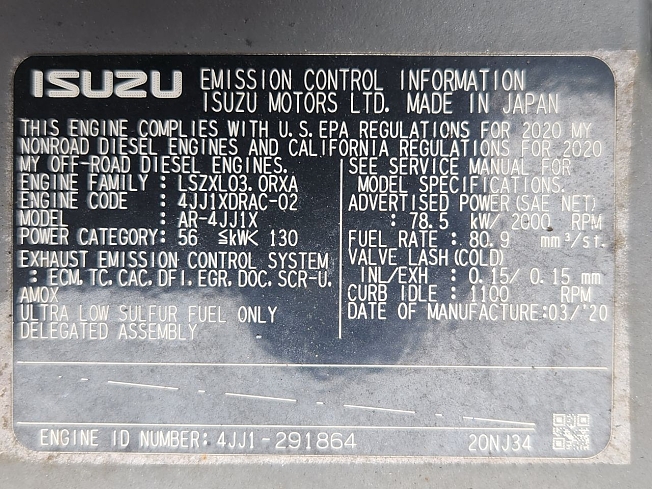 ISUZU EMISSION CONTROL INFORMATION
ISUZU MOTORS LTD. MADE IN JAPAN
THIS ENGINE COMPLIES WITH U.S. EPA REGULATIONS FOR 2020 MY
NONROAD DIESEL ENGINES AND CALIFORNIA REGULATIONS FOR 2020
MY OFF-ROAD DIESEL ENGINES.
ENGINE FAMILY : LSZXL03.0RXA
ENGINE CODE : 4JJ1XDRAC-02
MODEL : AR-4JJ1X
POWER CATEGORY: 56 ≦kW< 130
EXHAUST EMISSION CONTROL SYSTEM
: ECM, TC, CAC, DFI, EGR, DOC, SCR-U,
AMOX
ULTRA LOW SULFUR FUEL ONLY
DELEGATED ASSEMBLY
SEE SERVICE MANUAL FOR
MODEL SPECIFICATIONS.
ADVERTISED POWER(SAE NET)
: 78.5 kW/ 2000 RPM
FUEL RATE : 80.9 mm³/st.
VALVE LASH(COLD)
INL/EXH : 0.15/ 0.15 mm
CURB IDLE : 1100 RPM
DATE OF MANUFACTURE:03/'20
ENGINE ID NUMBER: 4JJ1-291864
20NJ34